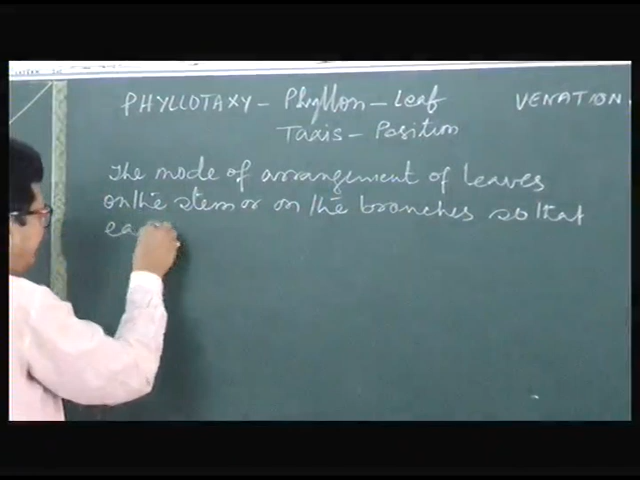 PHYLLOTAXY - Phyllon - Leaf
Taxis - Position
VENATION
The mode of arrangement of leaves
on the stem or on the branches so that
ea